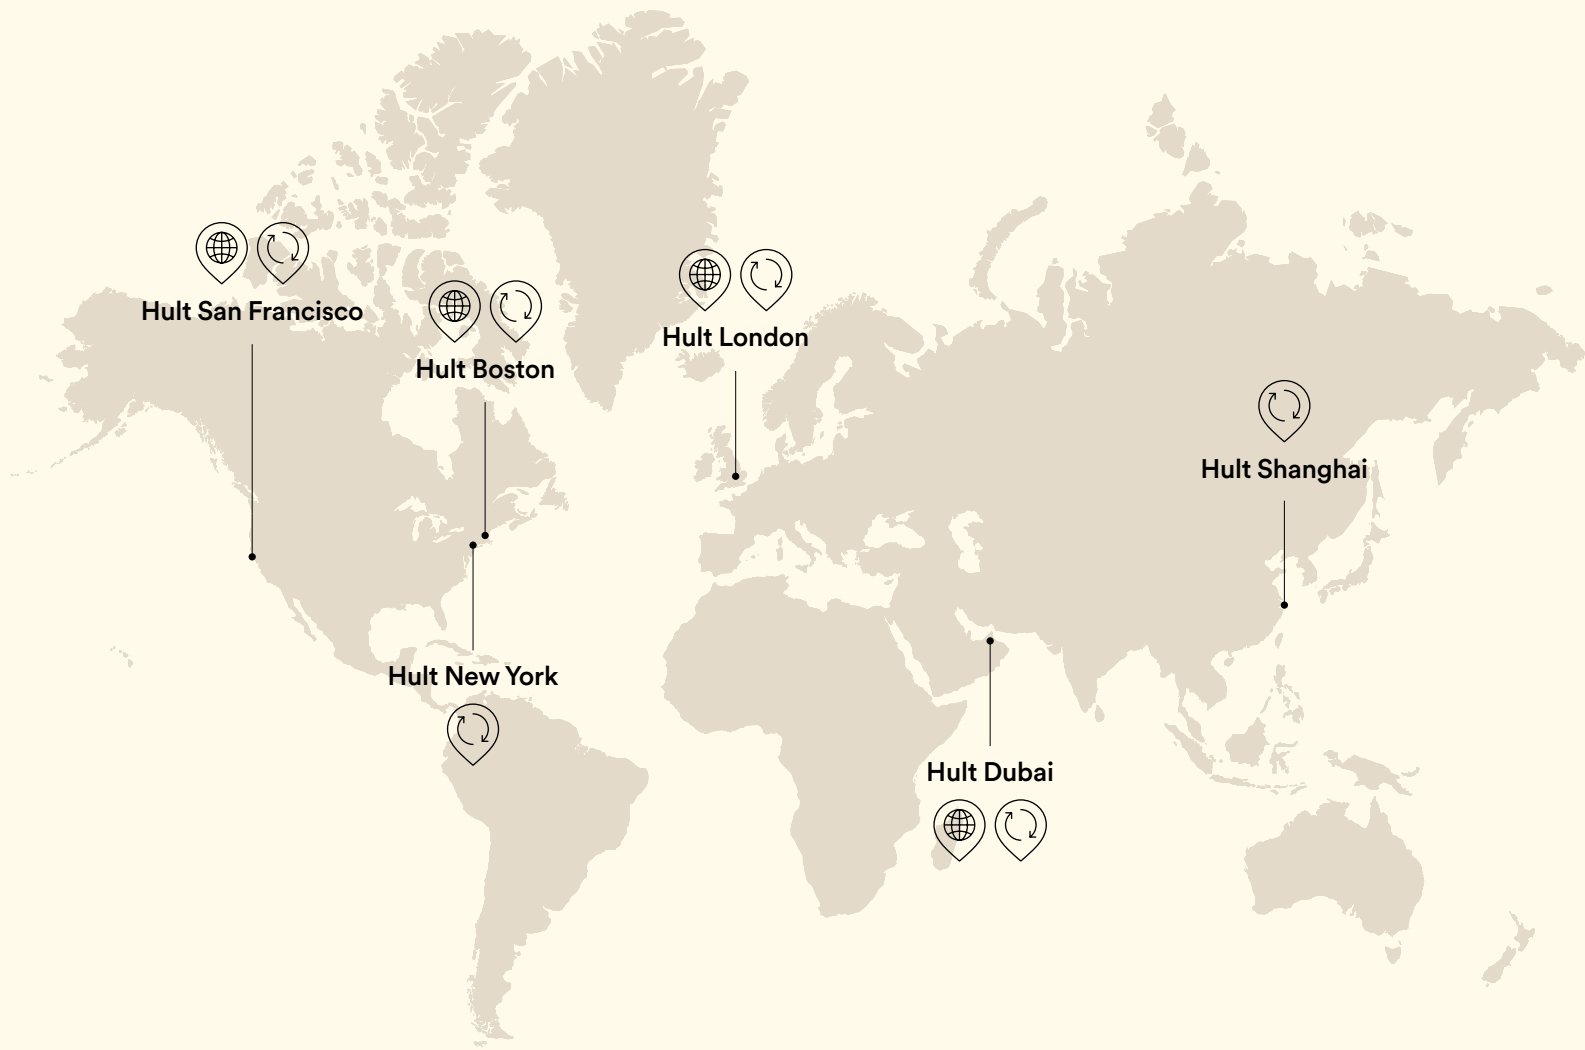 Hult San Francisco
Hult Boston
Hult London
Hult Shanghai
Hult New York
Hult Dubai